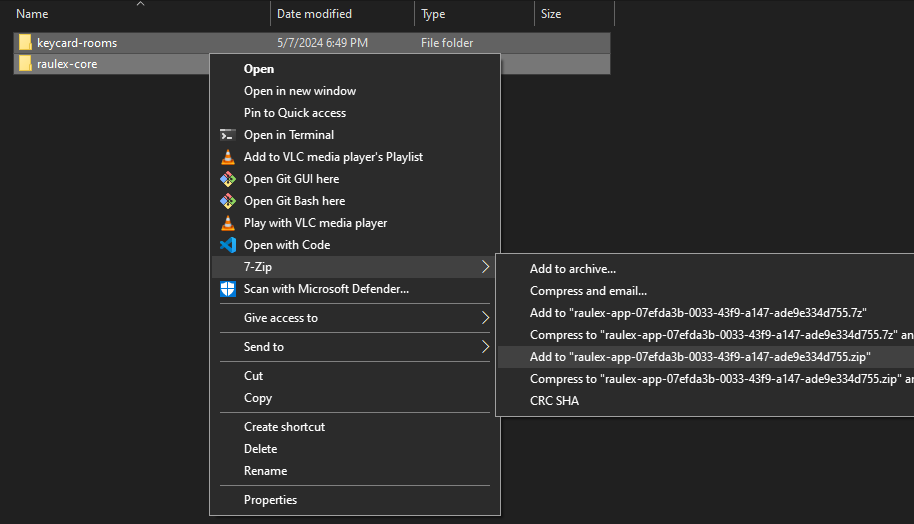 Name Date modified Type Size
keycard-rooms 5/7/2024 6:49 PM File folder
raulex-core
Open
Open in new window
Pin to Quick access
Open in Terminal
Add to VLC media player's Playlist
Open Git GUI here
Open Git Bash here
Play with VLC media player
Open with Code
7-Zip
Scan with Microsoft Defender...
Give access to
Send to
Cut
Copy
Create shortcut
Delete
Rename
Properties
Add to archive...
Compress and email...
Add to "raulex-app-07efda3b-0033-43f9-a147-ade9e334d755.7z"
Compress to "raulex-app-07efda3b-0033-43f9-a147-ade9e334d755.7z" an
Add to "raulex-app-07efda3b-0033-43f9-a147-ade9e334d755.zip"
Compress to "raulex-app-07efda3b-0033-43f9-a147-ade9e334d755.zip" a
CRC SHA